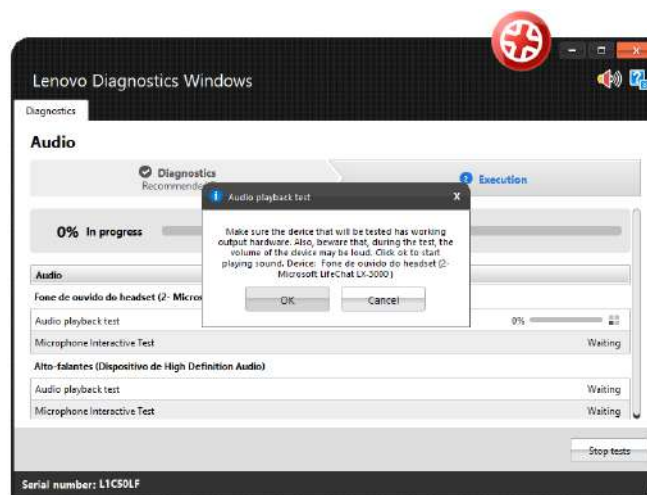 Lenovo Diagnostics Windows
Diagnostics
Audio
Diagnostics
Execution
0% In progress
Audio playback test
Make sure the device that will be tested has working
output hardware. Also, beware that, during the test, the
volume of the device may be loud. Click ok to start
playing sound. Device: Fone de ouvido do headset (2-
Microsoft LifeChat LX-3000 )
OK
Cancel
Audio
Fone de ouvido do headset (2-
Audio playback test
0%
Microphone Interactive Test
Waiting
Alto-falantes (Dispositivo de High Definition Audio)
Audio playback test
Waiting
Microphone Interactive Test
Waiting
Stop tests
Serial number: L1C50LF